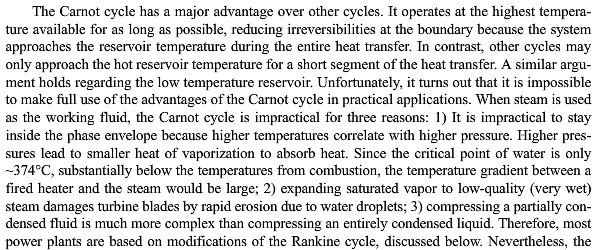 The Carnot cycle has a major advantage over other cycles. It operates at the highest tempera-
ture available for as long as possible, reducing irreversibilities at the boundary because the system
approaches the reservoir temperature during the entire heat transfer. In contrast, other cycles may
only approach the hot reservoir temperature for a short segment of the heat transfer. A similar argu-
ment holds regarding the low temperature reservoir. Unfortunately, it turns out that it is impossible
to make full use of the advantages of the Carnot cycle in practical applications. When steam is used
as the working fluid, the Carnot cycle is impractical for three reasons: 1) It is impractical to stay
inside the phase envelope because higher temperatures correlate with higher pressure. Higher pres-
sures lead to smaller heat of vaporization to absorb heat. Since the critical point of water is only
~374°C, substantially below the temperatures from combustion, the temperature gradient between a
fired heater and the steam would be large; 2) expanding saturated vapor to low-quality (very wet)
steam damages turbine blades by rapid erosion due to water droplets; 3) compressing a partially con-
densed fluid is much more complex than compressing an entirely condensed liquid. Therefore, most
power plants are based on modifications of the Rankine cycle, discussed below. Nevertheless, the